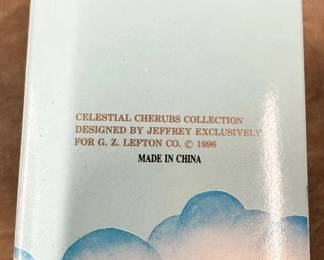 CELESTIAL CHERUBS COLLECTION
DESIGNED BY JEFFREY EXCLUSIVELY
FOR G. Z. LEFTON CO. © 1996
MADE IN CHINA